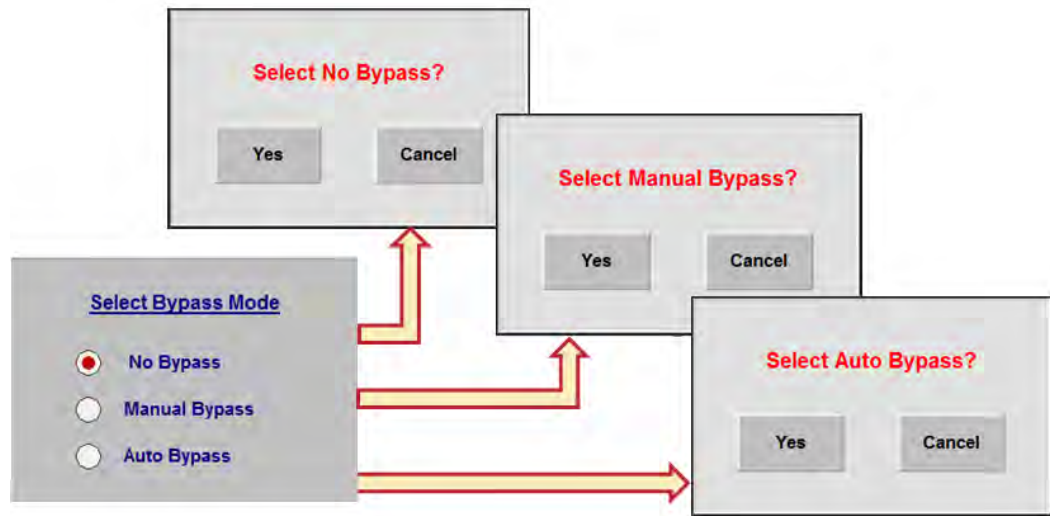 Select No Bypass?
Yes Cancel
Select Manual Bypass?
Yes Cancel
Select Bypass Mode
No Bypass
Manual Bypass
Auto Bypass
Select Auto Bypass?
Yes Cancel